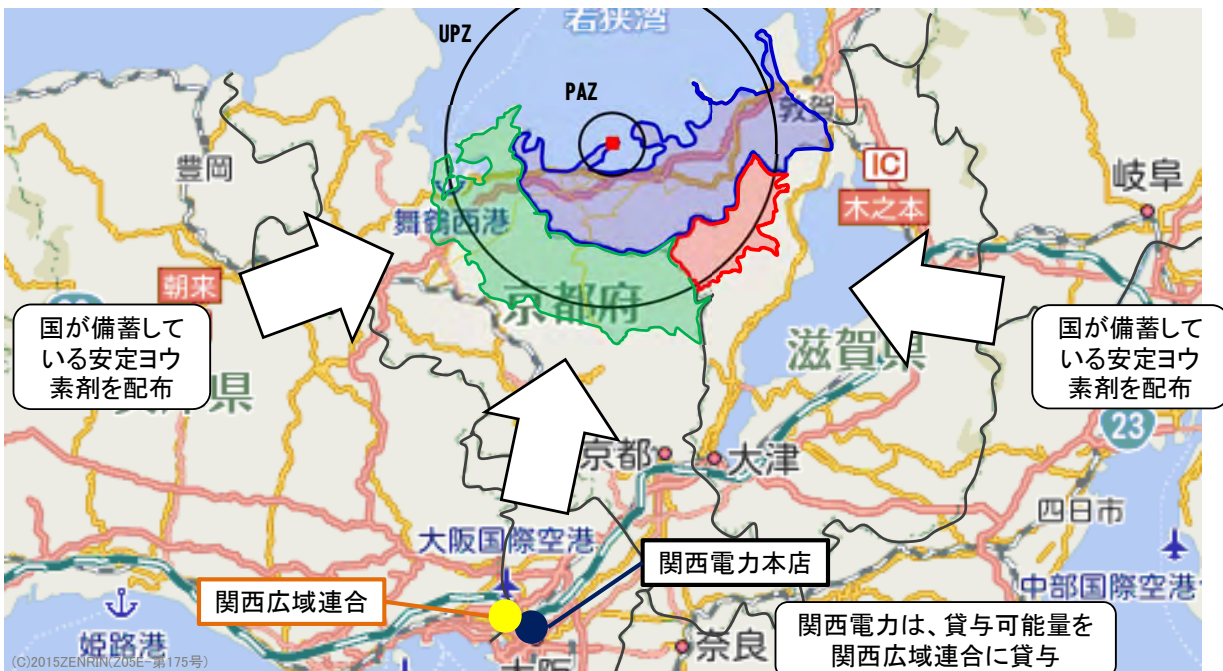 若狭湾
UPZ
PAZ
敦賀
豊岡
IC
木之本
岐阜
舞鶴西港
朝来
京都府
滋賀県
国が備蓄して
いる安定ヨウ
素剤を配布
国が備蓄して
いる安定ヨウ
素剤を配布
県
23
京都
大津
四日市
大阪国際空港
関西電力本店
中部国際空港
関西広域連合
姫路港
関西電力は、貸与可能量を
関西広域連合に貸与
奈良
大阪
(C)2015ZENRIN(Z05E-第175号)